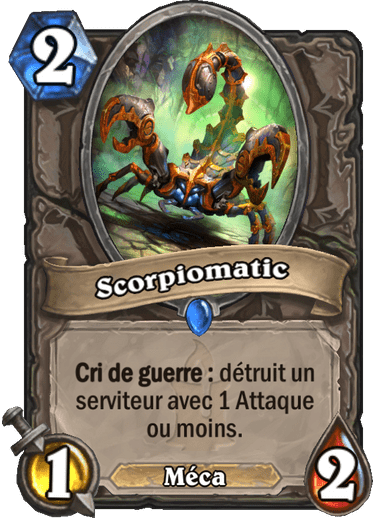 2
Scorpiomatic
Cri de guerre : détruit un
serviteur avec 1 Attaque
ou moins.
1
Méca
2